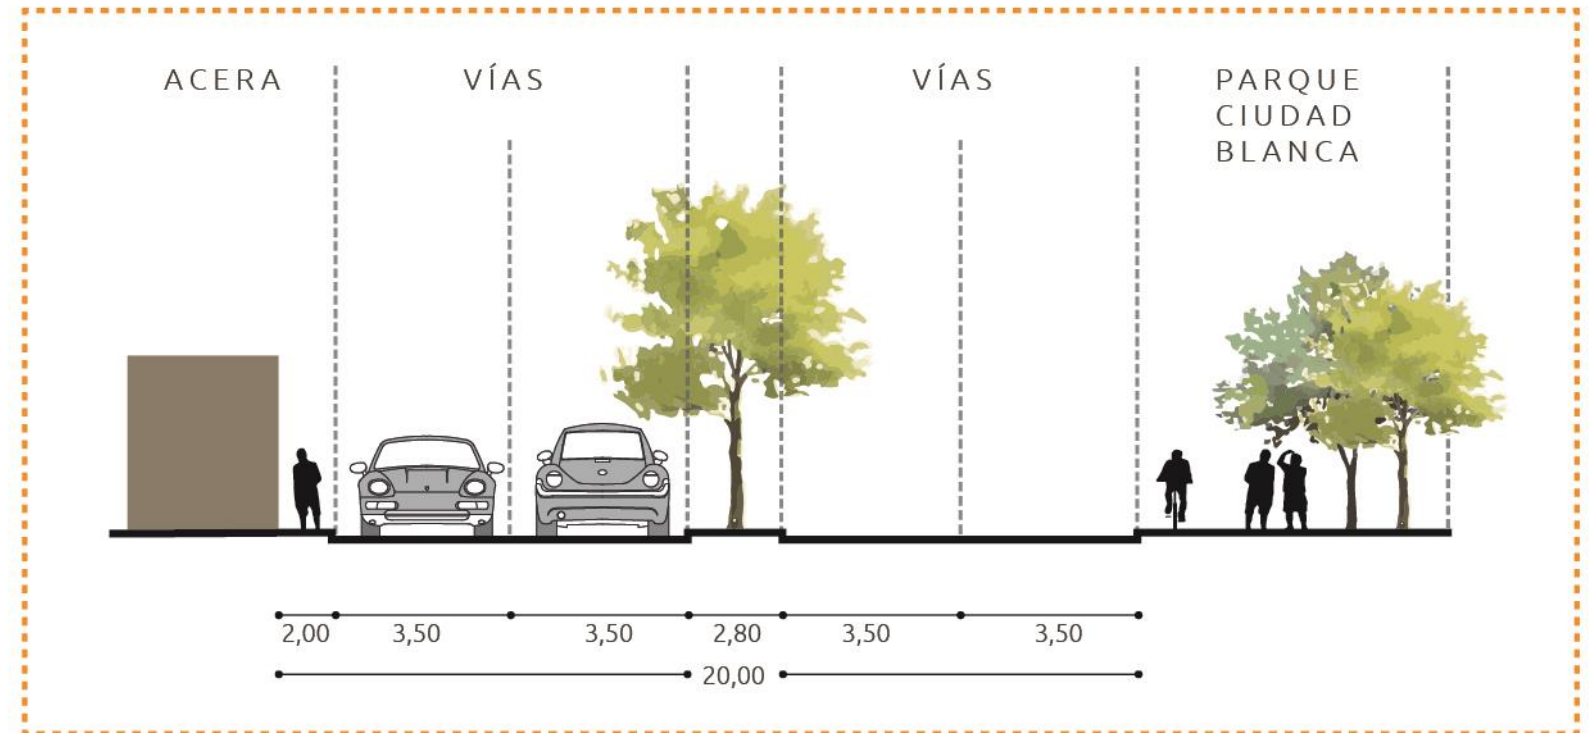 ACERA
VÍAS
VÍAS
PARQUE
CIUDAD
BLANCA
2,00
3,50
3,50
2,80
3,50
3,50
20,00